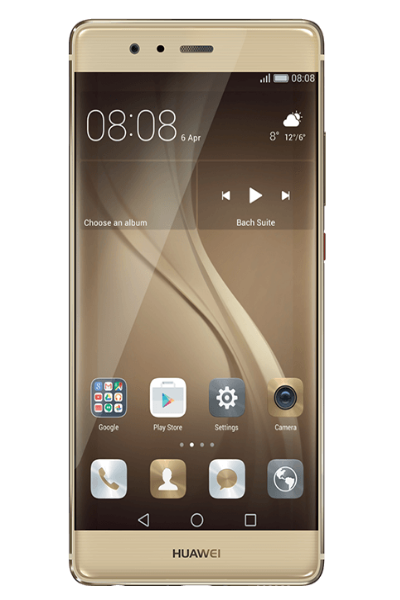 08:08
08:08
6 Apr
8°
12°/6°
Choose an album
Bach Suite
Google
Play Store
Settings
Camera
HUAWEI